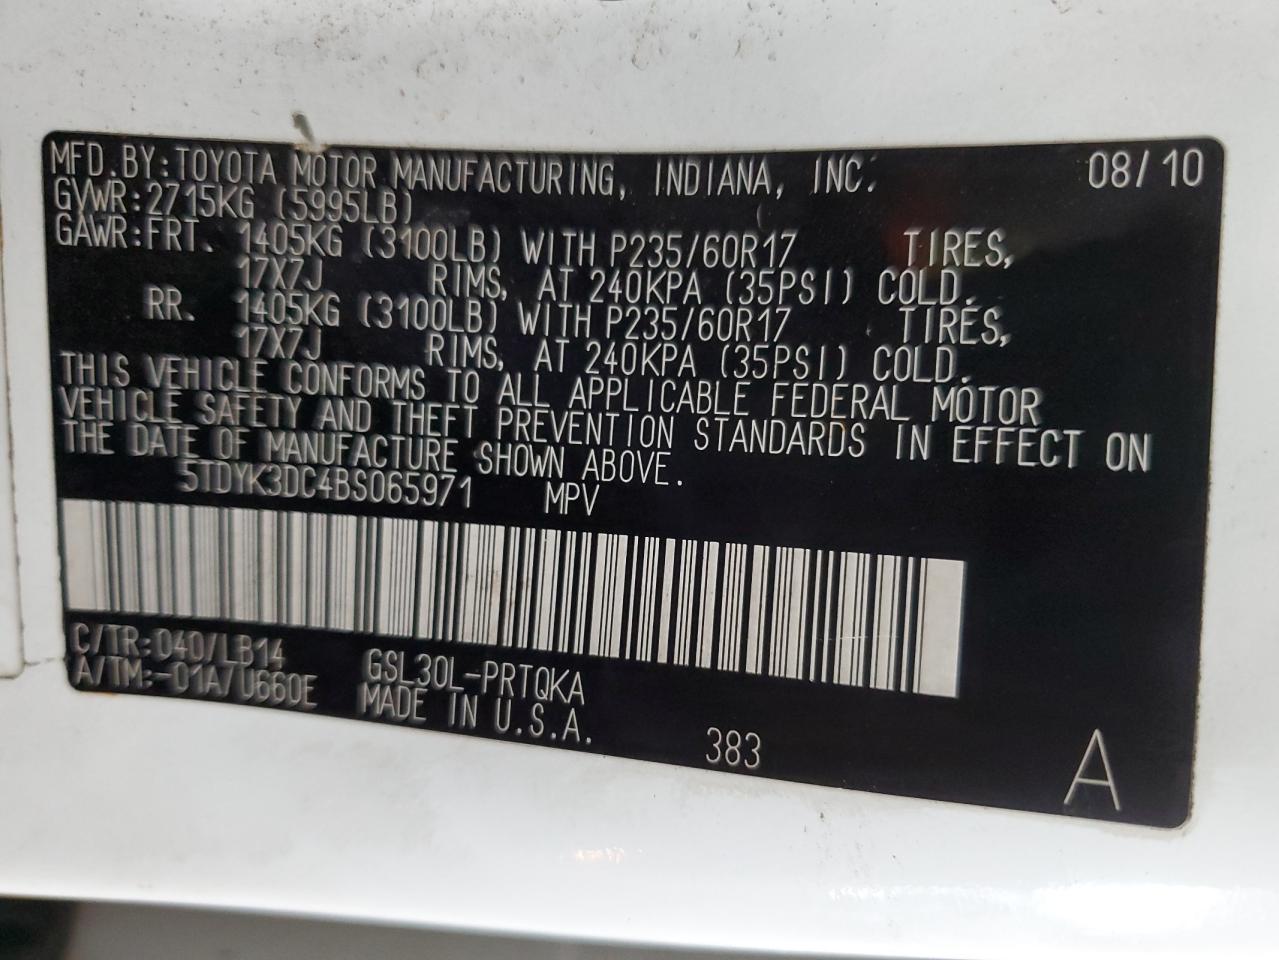 MFD.BY:TOYOTA MOTOR MANUFACTURING, INDIANA, INC. 08/10
GVWR:2715KG (5995LB)
GAWR:FRT. 1405KG (3100LB) WITH P235/60R17 TIRES,
17X7J RIMS, AT 240KPA (35PSI) COLD.
RR. 1405KG (3100LB) WITH P235/60R17 TIRES,
17X7J RIMS, AT 240KPA (35PSI) COLD.
THIS VEHICLE CONFORMS TO ALL APPLICABLE FEDERAL MOTOR
VEHICLE SAFETY AND THEFT PREVENTION STANDARDS IN EFFECT ON
THE DATE OF MANUFACTURE SHOWN ABOVE.
5TDYK3DC4BS065971 MPV
C/TR:040/LB14 GSL30L-PRTQKA
A/TM:-01A/U660E MADE IN U.S.A.
383
A